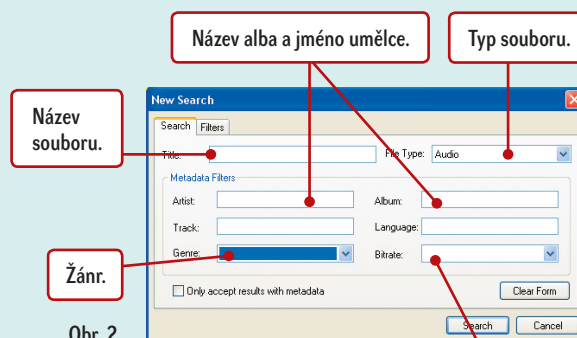 Název alba a jméno umělce.
Typ souboru.
Název
souboru.
New Search
Search Filters
Title: File Type: Audio
Metadata Filters
Artist: Album:
Track: Language:
Genre: Bitrate:
Žánr.
Only accept results with metadata
Clear Form
Obr. 2
Search Cancel